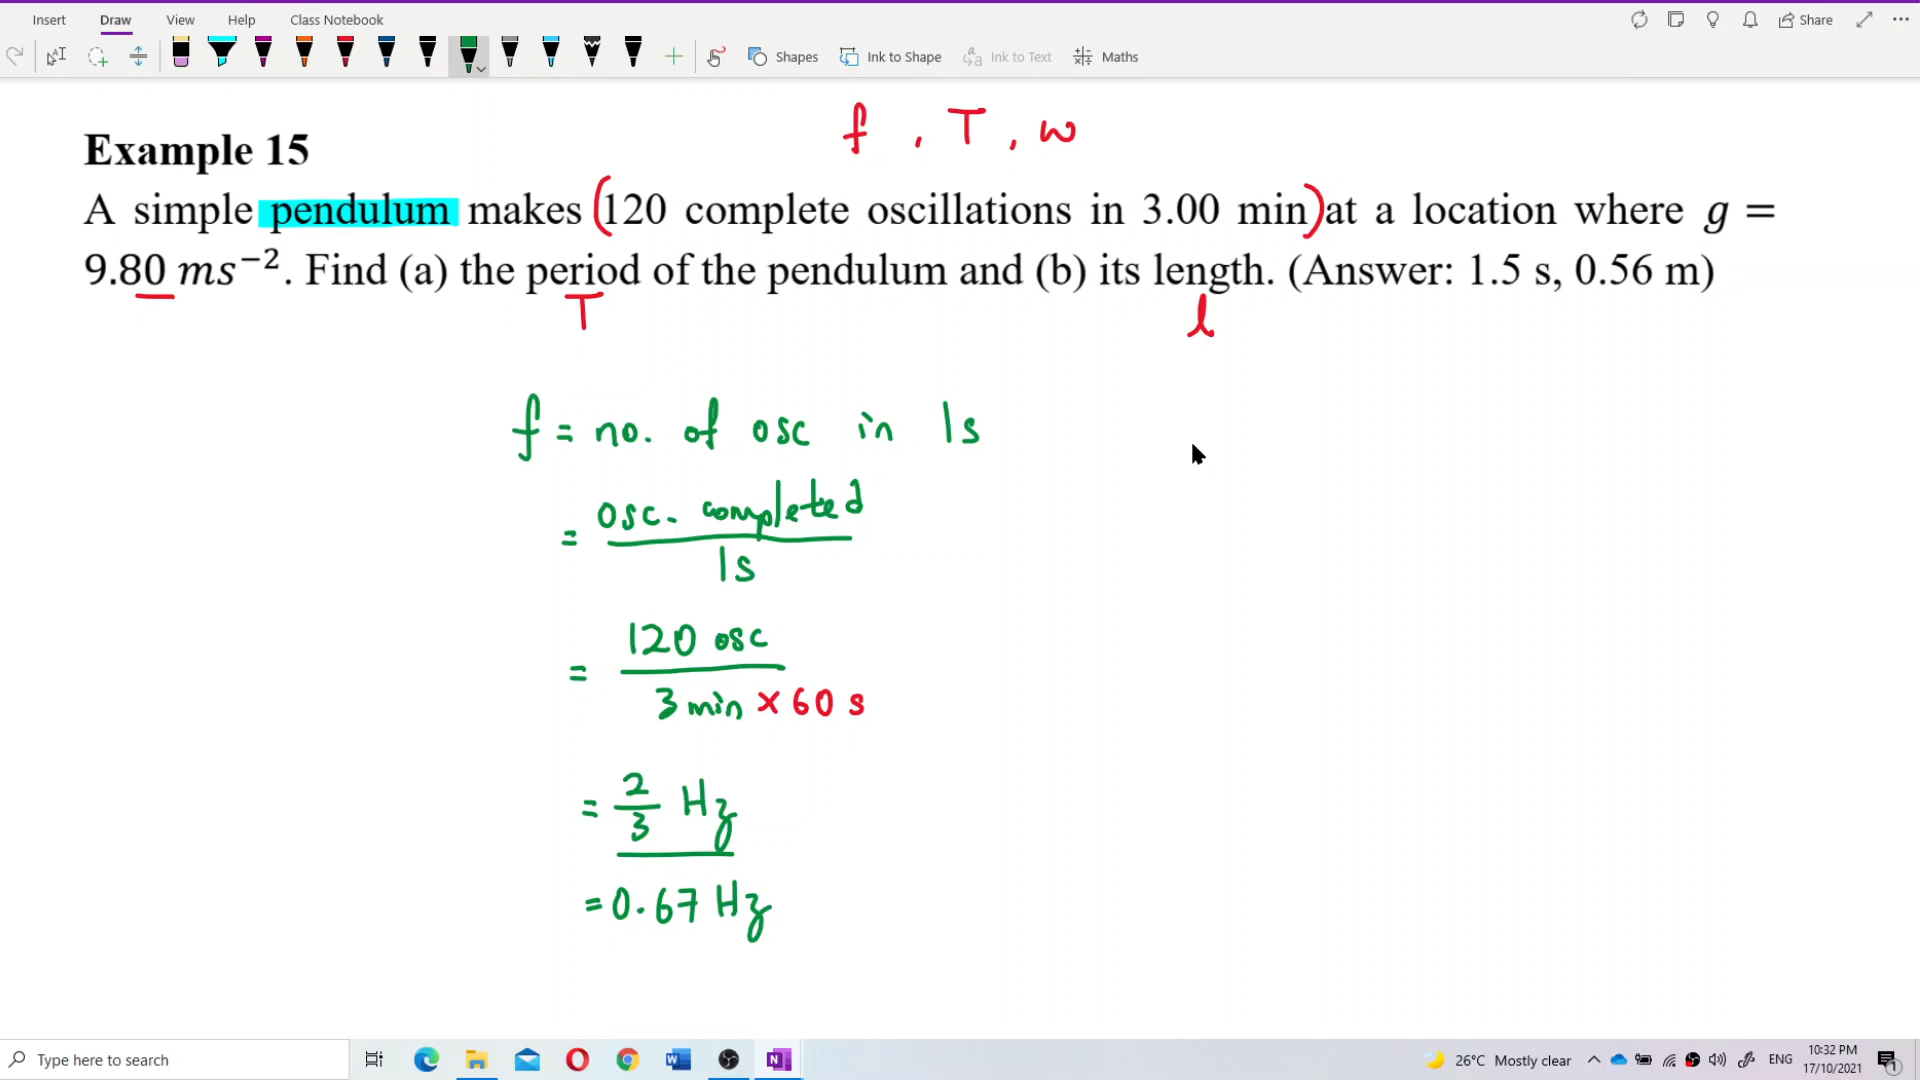 Insert Draw View Help Class Notebook Share
Shapes Ink to Shape Ink to Text Maths
f , T , w
Example 15
A simple pendulum makes (120 complete oscillations in 3.00 min) at a location where g =
9.80 ms⁻². Find (a) the period of the pendulum and (b) its length. (Answer: 1.5 s, 0.56 m)
T l
f = no. of osc in 1s
= osc. completed
1s
= 120 osc
3 min × 60 s
= 2/3 Hz
= 0.67 Hz
Type here to search 26°C Mostly clear ENG 10:32 PM
17/10/2021